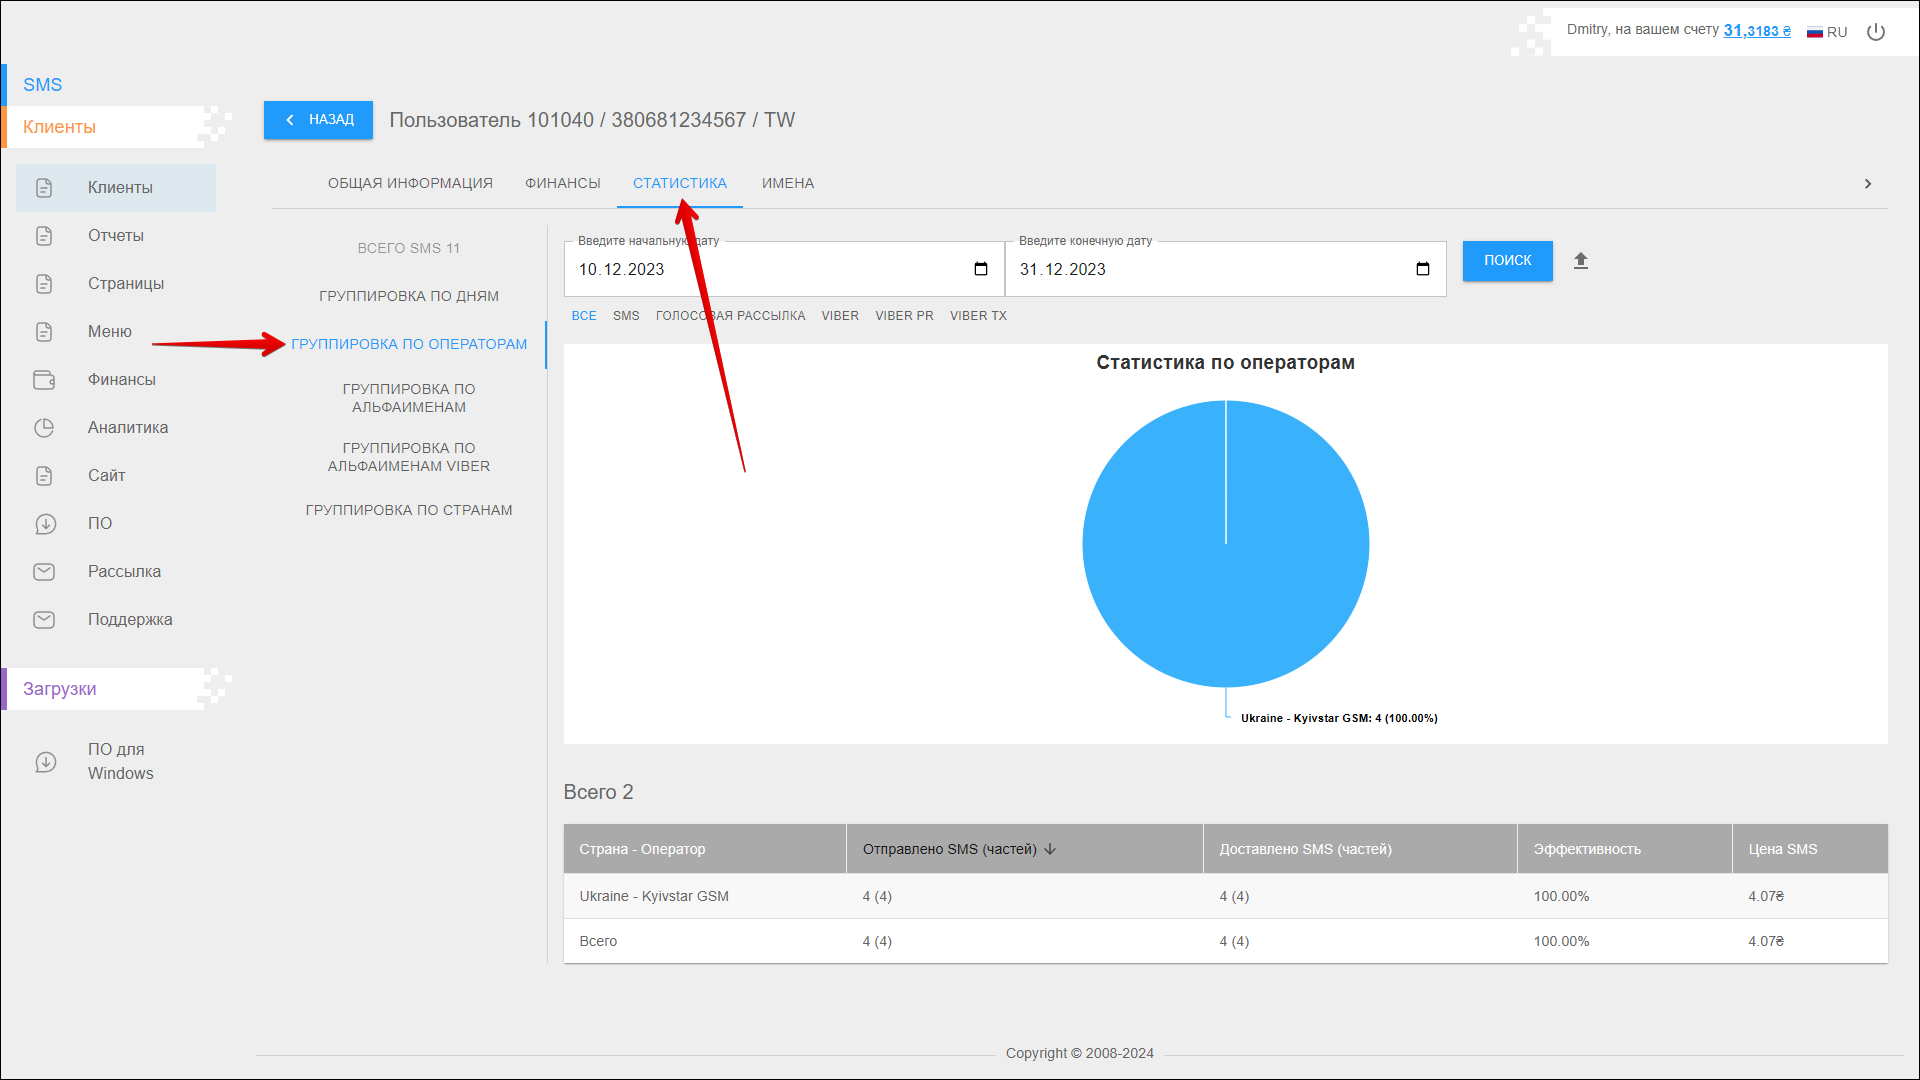 Dmitry, на вашем счету 31,3183 ₴ RU
SMS
Клиенты
Клиенты
Отчеты
Страницы
Меню
Финансы
Аналитика
Сайт
ПО
Рассылка
Поддержка
Загрузки
ПО для
Windows
НАЗАД
Пользователь 101040 / 380681234567 / TW
ОБЩАЯ ИНФОРМАЦИЯ ФИНАНСЫ СТАТИСТИКА ИМЕНА
ВСЕГО SMS 11
ГРУППИРОВКА ПО ДНЯМ
ГРУППИРОВКА ПО ОПЕРАТОРАМ
ГРУППИРОВКА ПО
АЛЬФАИМЕНАМ
ГРУППИРОВКА ПО
АЛЬФАИМЕНАМ VIBER
ГРУППИРОВКА ПО СТРАНАМ
Введите начальную дату Введите конечную дату
10.12.2023 31.12.2023 ПОИСК
ВСЕ SMS ГОЛОСОВАЯ РАССЫЛКА VIBER VIBER PR VIBER TX
Статистика по операторам
Ukraine - Kyivstar GSM: 4 (100.00%)
Всего 2
Страна - Оператор Отправлено SMS (частей) Доставлено SMS (частей) Эффективность Цена SMS
Ukraine - Kyivstar GSM 4 (4) 4 (4) 100.00% 4.07₴
Всего 4 (4) 4 (4) 100.00% 4.07₴
Copyright © 2008-2024